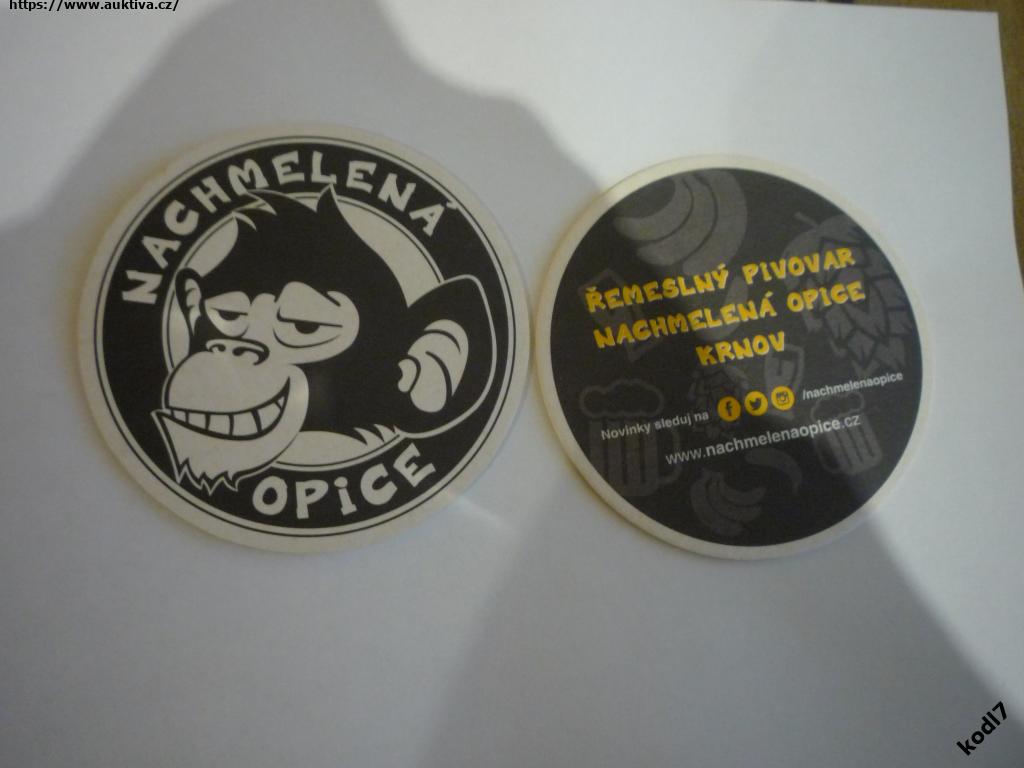 https://www.auktiva.cz/
NACHMELENÁ
OPiCE
ŘEMESLNÝ PIVOVAR
NACHMELENÁ OPICE
KRNOV
Novinky sleduj na f /nachmelenaopice
www.nachmelenaopice.cz
kodl7